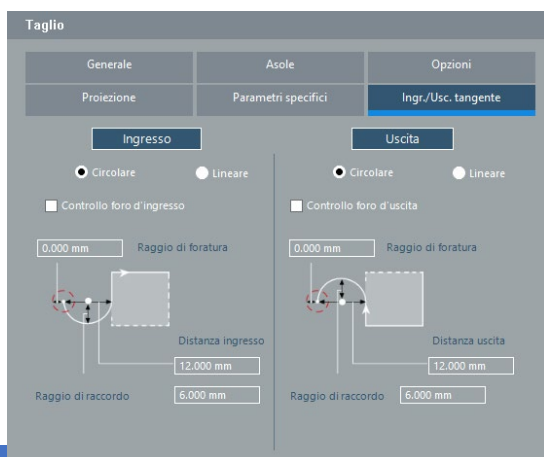 Taglio
Generale
Asole
Opzioni
Proiezione
Parametri specifici
Ingr./Usc. tangente
Ingresso
Circolare
Lineare
Controllo foro d'ingresso
0.000 mm
Raggio di foratura
r
Distanza ingresso
12.000 mm
Raggio di raccordo
6.000 mm
Uscita
Circolare
Lineare
Controllo foro d'uscita
0.000 mm
Raggio di foratura
r
Distanza uscita
12.000 mm
Raggio di raccordo
6.000 mm